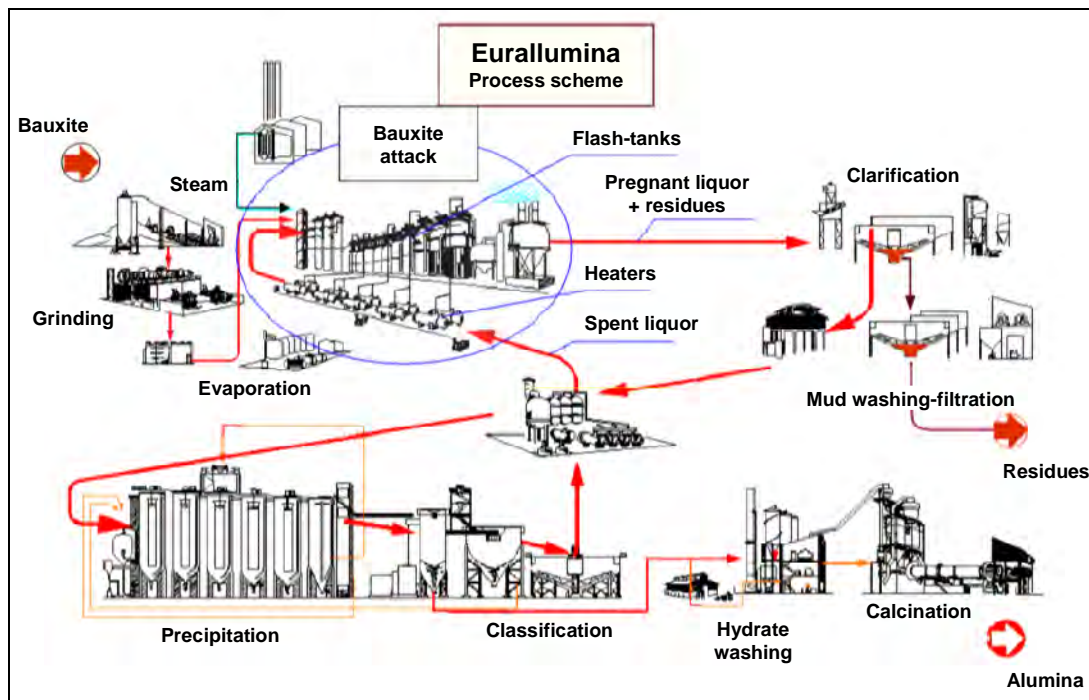 Eurallumina
Process scheme
Bauxite
Bauxite
attack
Flash-tanks
Steam
Pregnant liquor
+ residues
Clarification
Grinding
Heaters
Spent liquor
Evaporation
Mud washing-filtration
Residues
Precipitation
Classification
Hydrate
washing
Calcination
Alumina